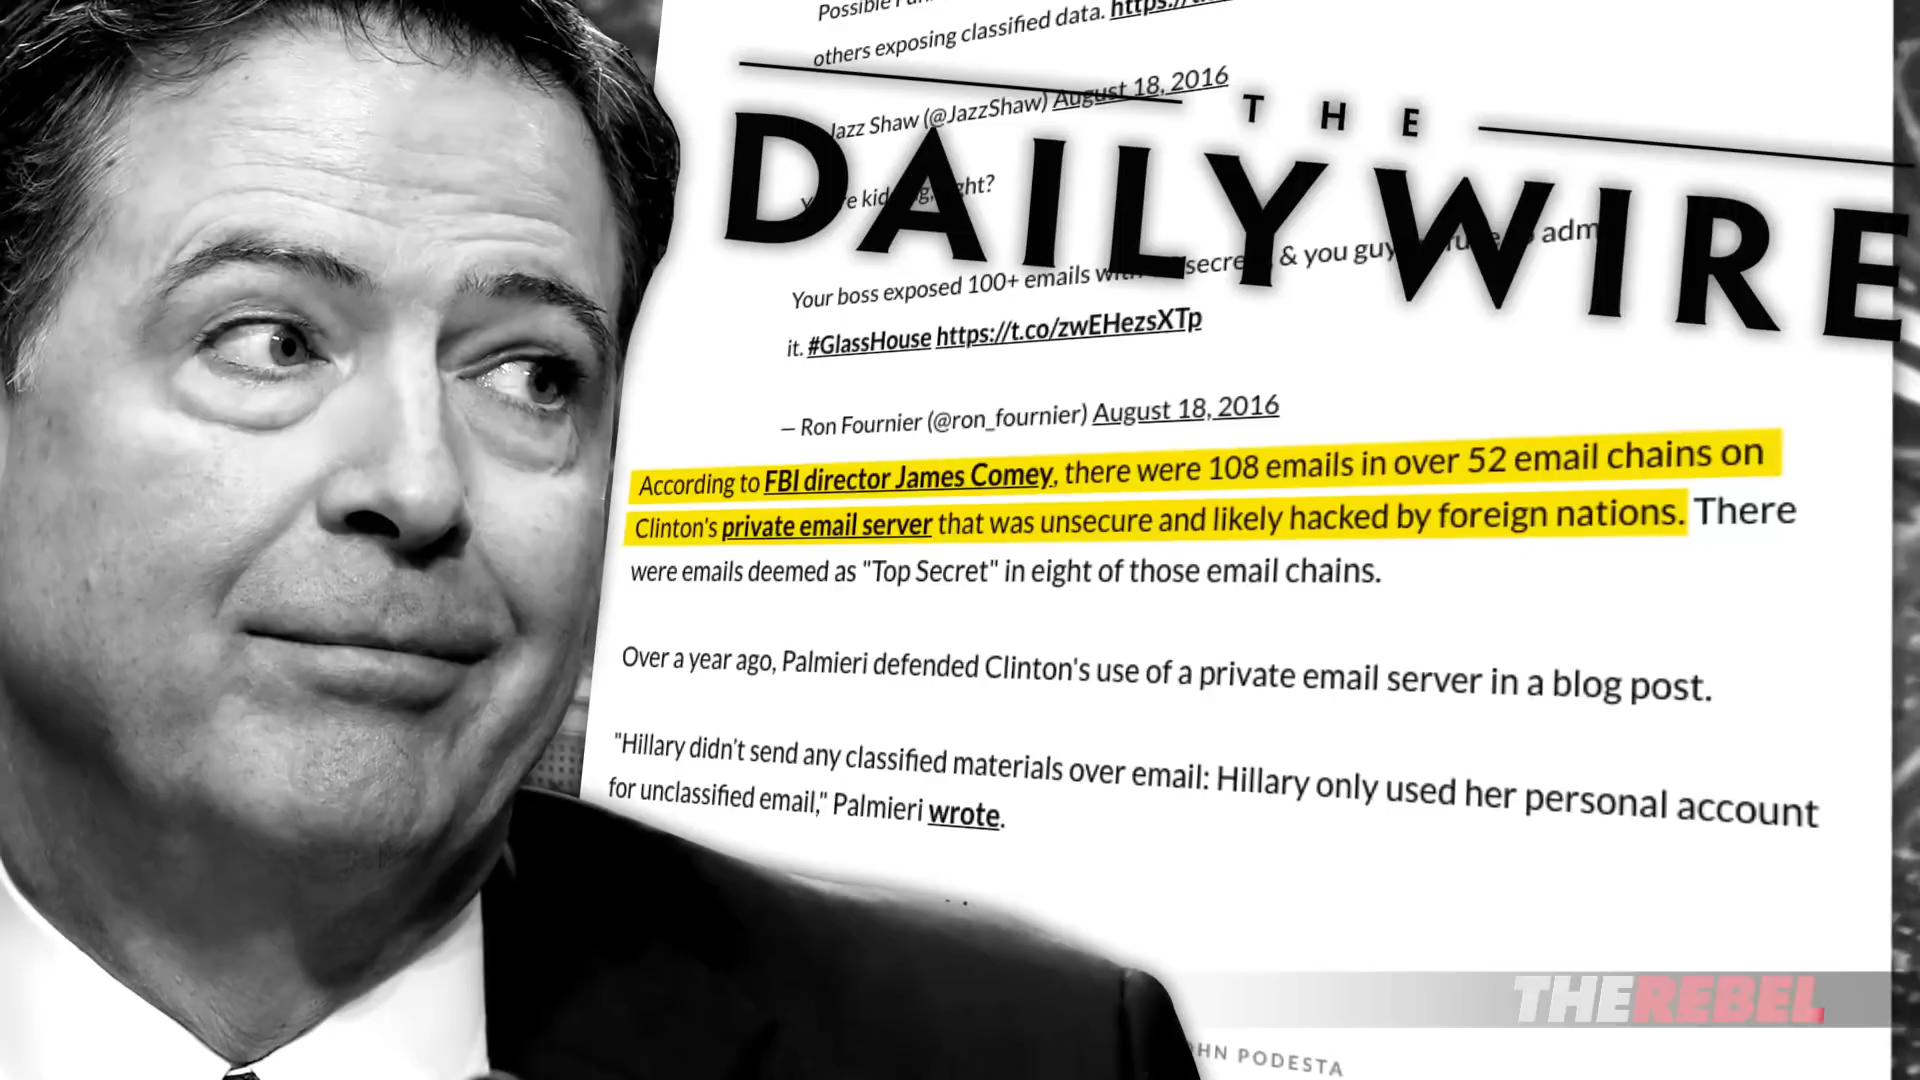 Possible
others exposing classified data.
Jazz Shaw (@JazzShaw) August 18, 2016
THE
DAILY WIRE
Your boss exposed 100+ emails & you
it. #GlassHouse https://t.co/zwEHezsXTp
– Ron Fournier (@ron_fournier) August 18, 2016
According to FBI director James Comey, there were 108 emails in over 52 email chains on
Clinton's private email server that was unsecure and likely hacked by foreign nations. There
were emails deemed as "Top Secret" in eight of those email chains.
Over a year ago, Palmieri defended Clinton's use of a private email server in a blog post.
"Hillary didn't send any classified materials over email: Hillary only used her personal account
for unclassified email," Palmieri wrote.
THE REBEL
PODESTA